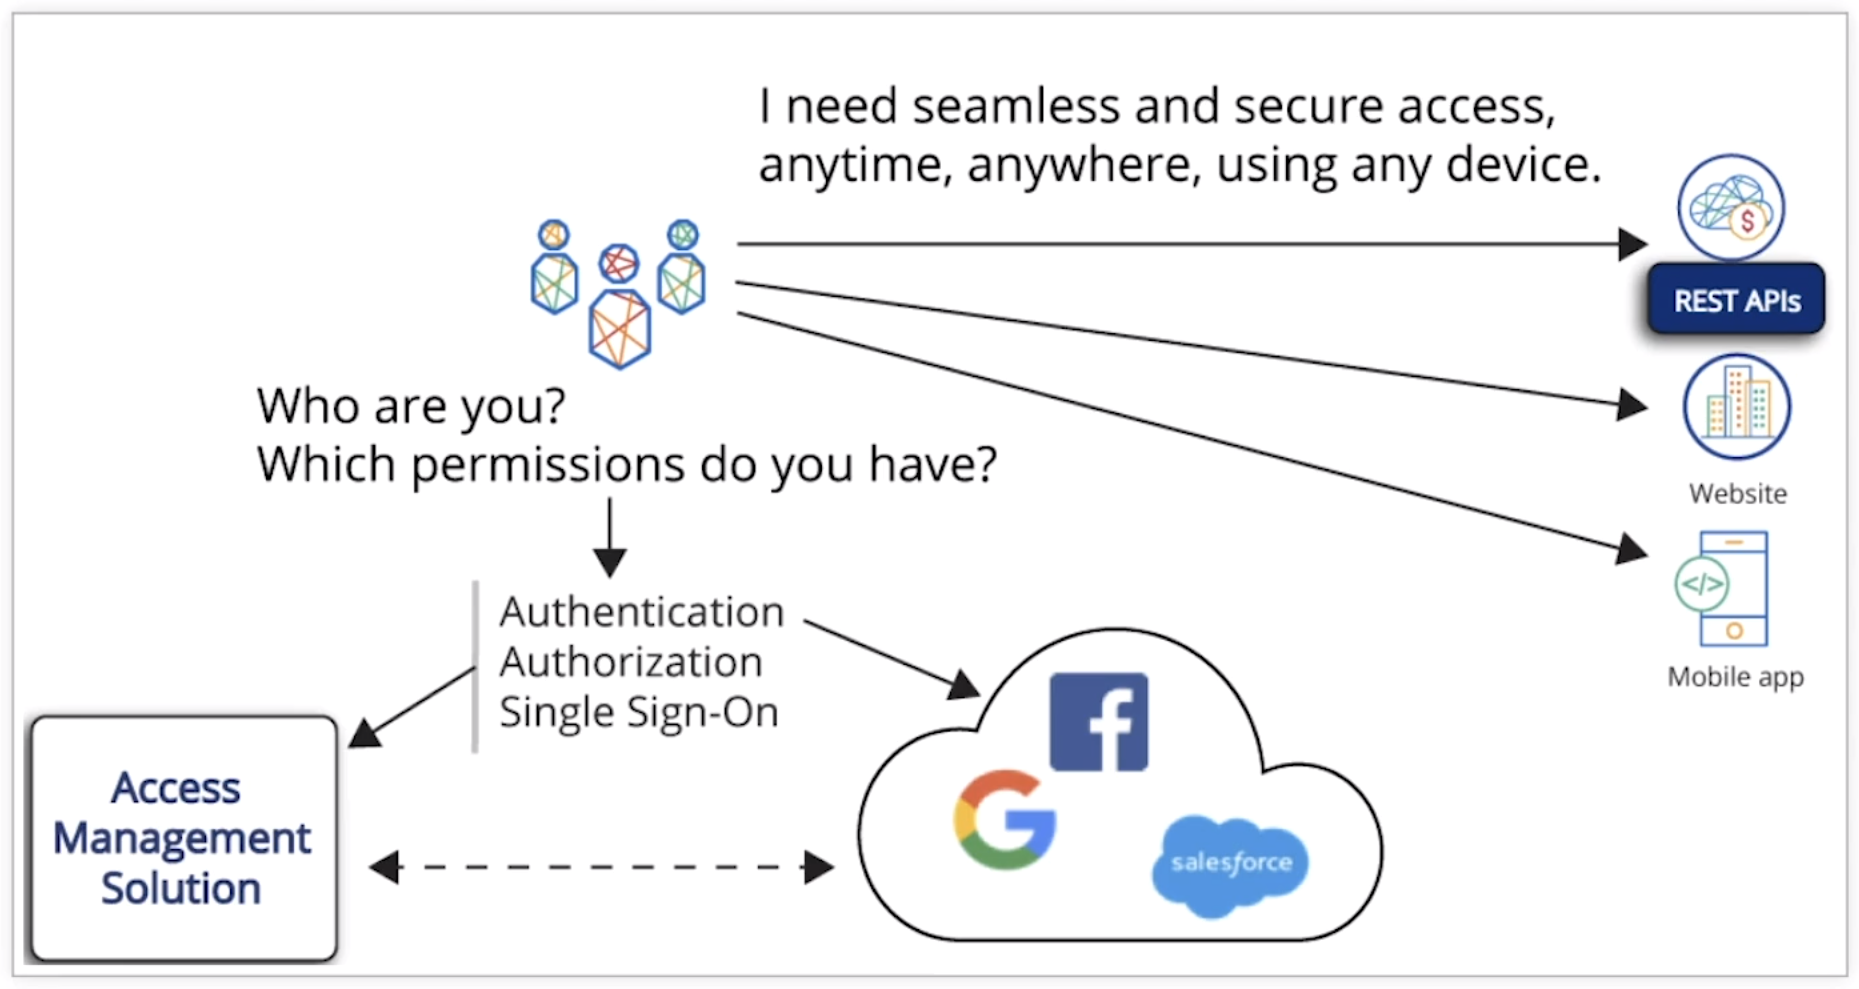 I need seamless and secure access,
anytime, anywhere, using any device.
$
REST APIs
Website
</>
Mobile app
Who are you?
Which permissions do you have?
Authentication
Authorization
Single Sign-On
Access
Management
Solution
f
G
salesforce